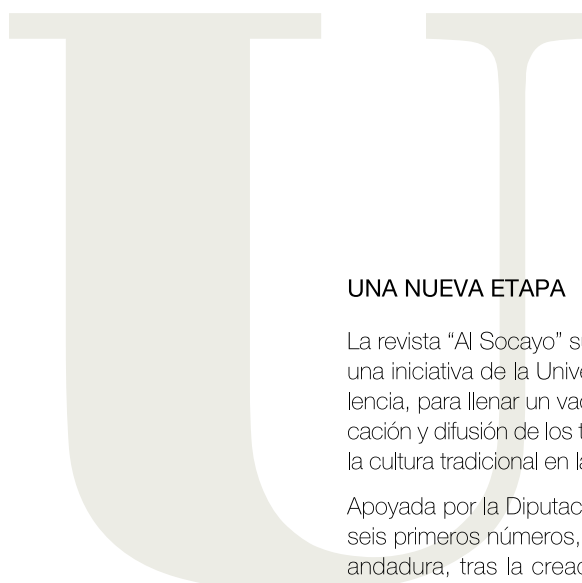 U
UNA NUEVA ETAPA
La revista “Al Socayo” s
una iniciativa de la Unive
lencia, para llenar un va
cación y difusión de los t
la cultura tradicional en l
Apoyada por la Diputac
seis primeros números,
andadura, tras la creac